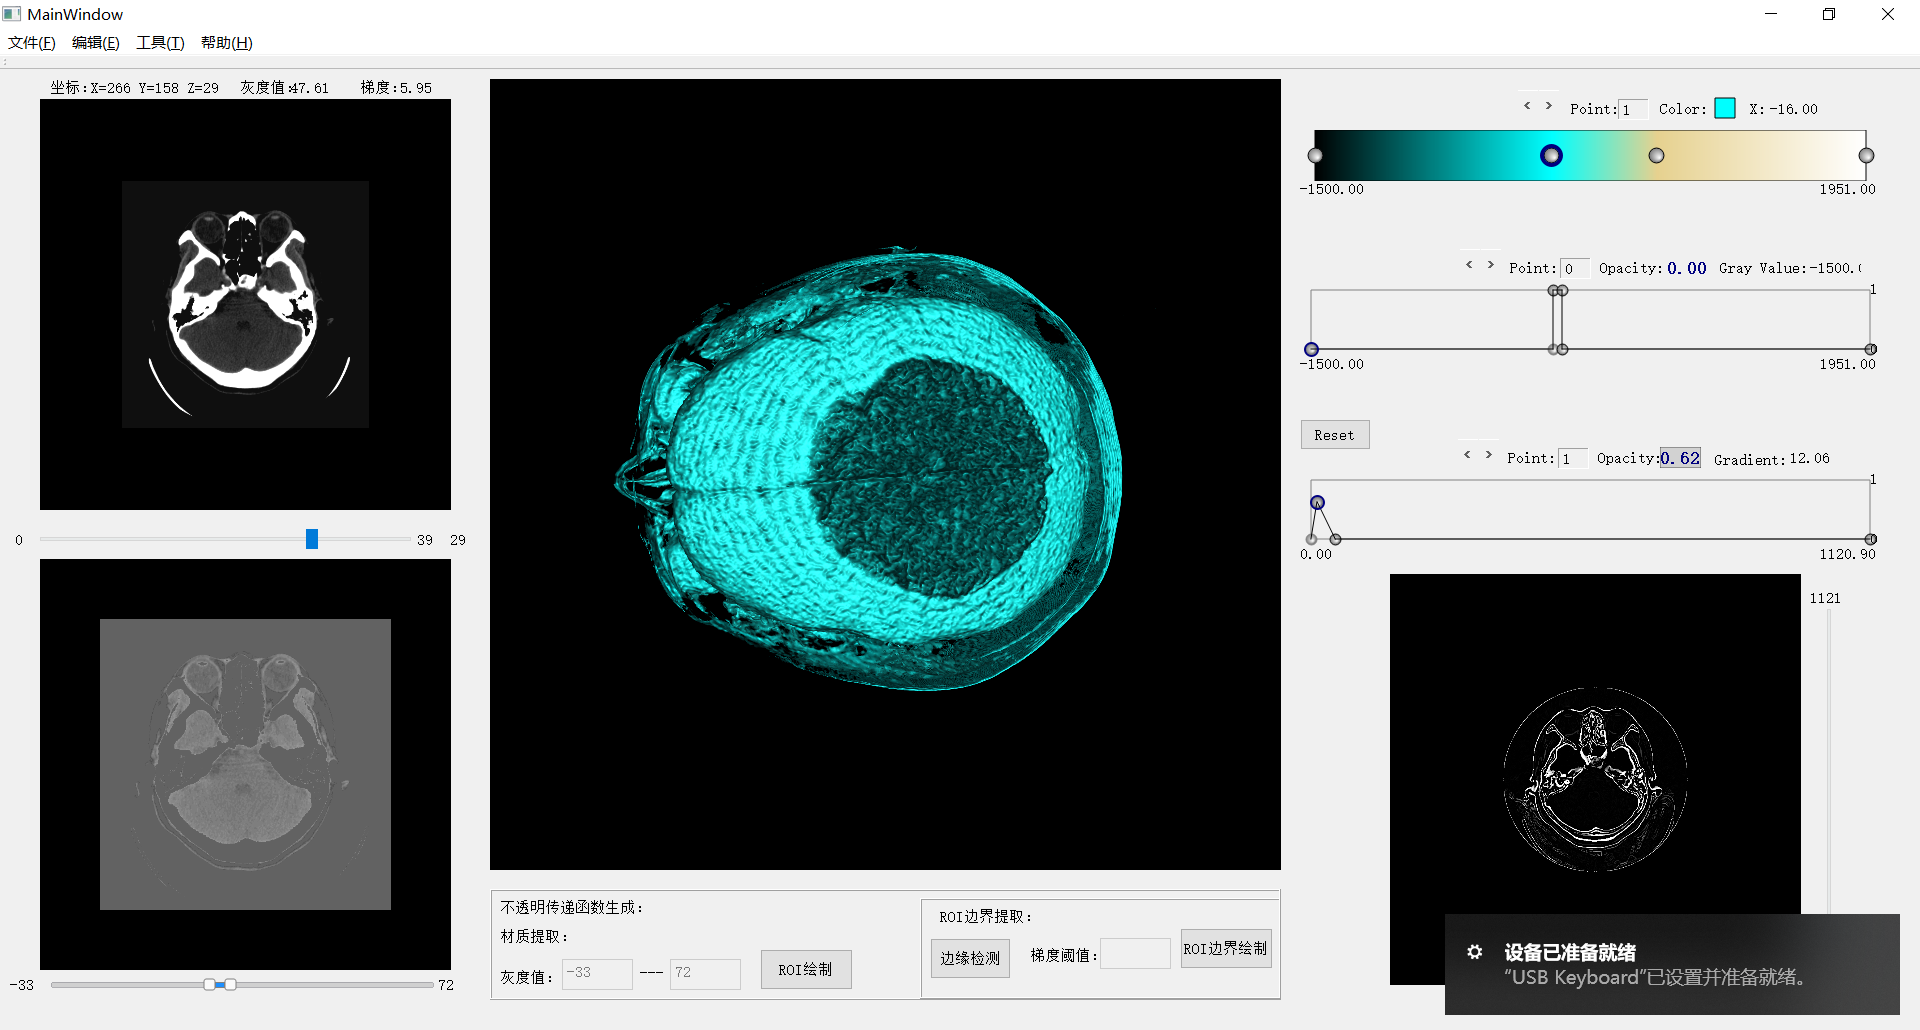 MainWindow
文件(F) 编辑(E) 工具(T) 帮助(H)
坐标:X=266 Y=158 Z=29 灰度值:47.61 梯度:5.95
0 39 29
-33 72
Point: 1 Color: X: -16.00
-1500.00 1951.00
Point: 0 Opacity: 0.00 Gray Value:-1500.
1
0
-1500.00 1951.00
Reset
Point: 1 Opacity: 0.62 Gradient: 12.06
1
0
0.00 1120.90
1121
不透明传递函数生成:
材质提取:
灰度值: -33 --- 72 ROI绘制
ROI边界提取:
边缘检测 梯度阈值: ROI边界绘制
设备已准备就绪
“USB Keyboard”已设置并准备就绪。